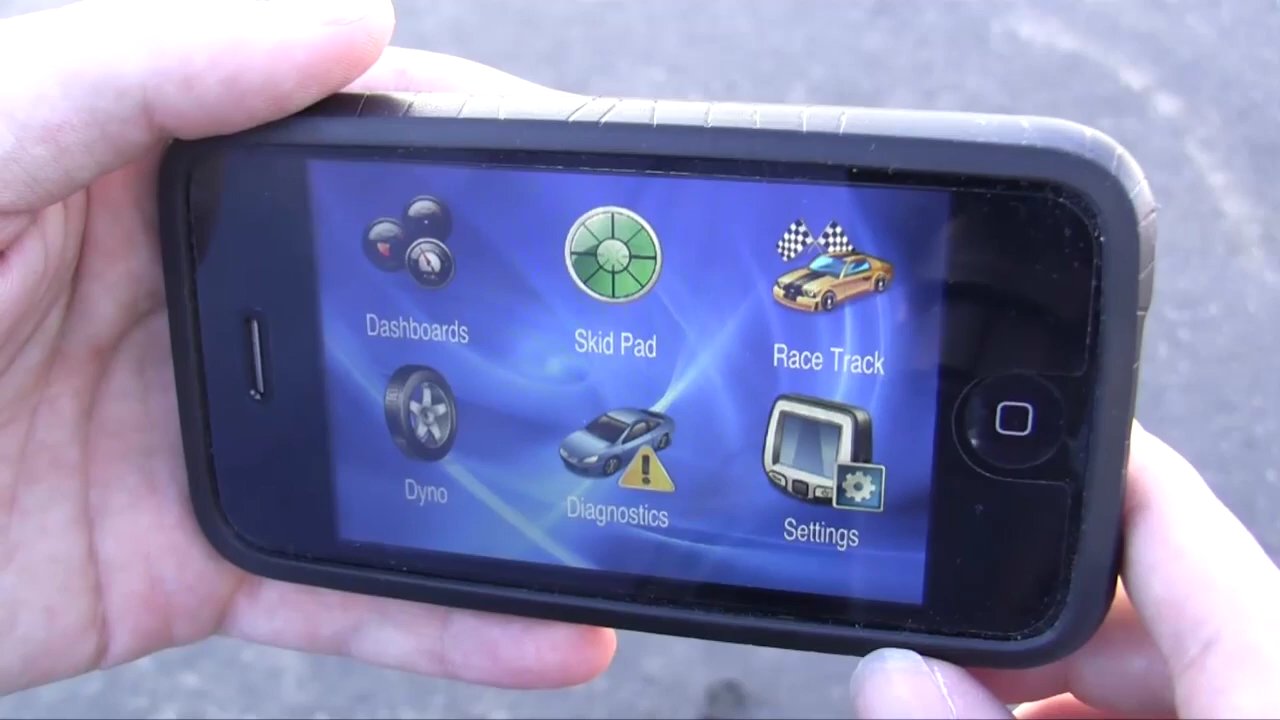 Dashboards
Skid Pad
Race Track
Dyno
Diagnostics
Settings